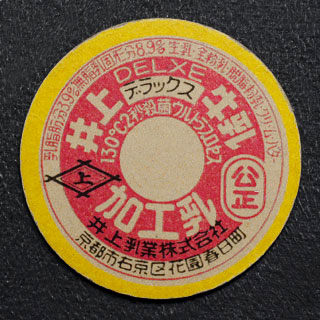 乳脂肪分3.0%無脂乳固形分8.9%生乳・全粉乳・脱脂粉乳・クリーム・バター
DELXE
デラックス
井上 牛乳
130℃2秒殺菌ウルトラプロセス
上
公正
加工乳
井上乳業株式会社
京都市右京区花園春日町